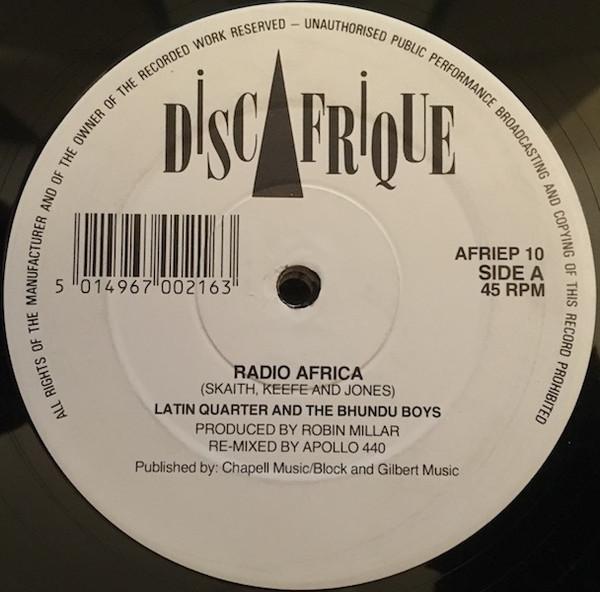 ALL RIGHTS OF THE MANUFACTURER AND OF THE OWNER OF THE RECORDED WORK RESERVED – UNAUTHORISED PUBLIC PERFORMANCE BROADCASTING AND COPYING OF THIS RECORD PROHIBITED
DiSCAFRiQUE
5 014967 002163
AFRIEP 10
SIDE A
45 RPM
RADIO AFRICA
(SKAITH, KEEFE AND JONES)
LATIN QUARTER AND THE BHUNDU BOYS
PRODUCED BY ROBIN MILLAR
RE-MIXED BY APOLLO 440
Published by: Chapell Music/Block and Gilbert Music